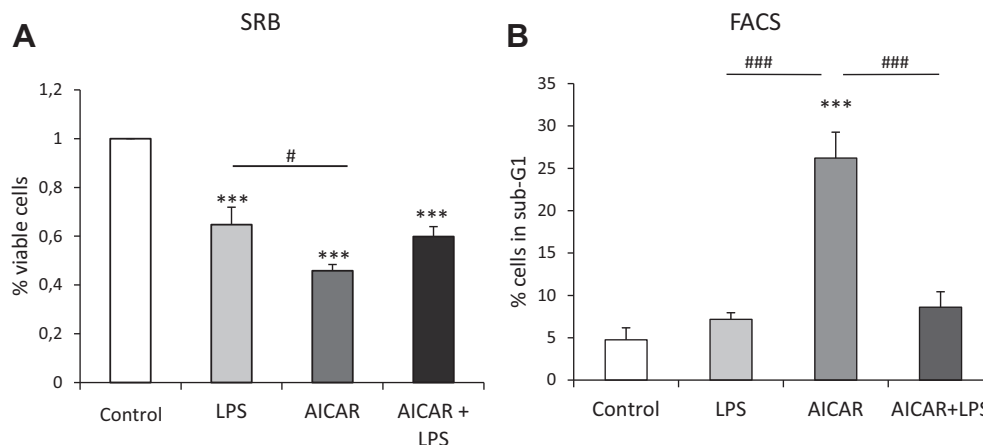 A
SRB
% viable cells
1,2
1
0,8
0,6
0,4
0,2
0
#
***
***
***
Control
LPS
AICAR
AICAR +
LPS
B
FACS
% cells in sub-G1
35
30
25
20
15
10
5
0
###
###
***
Control
LPS
AICAR
AICAR+LPS